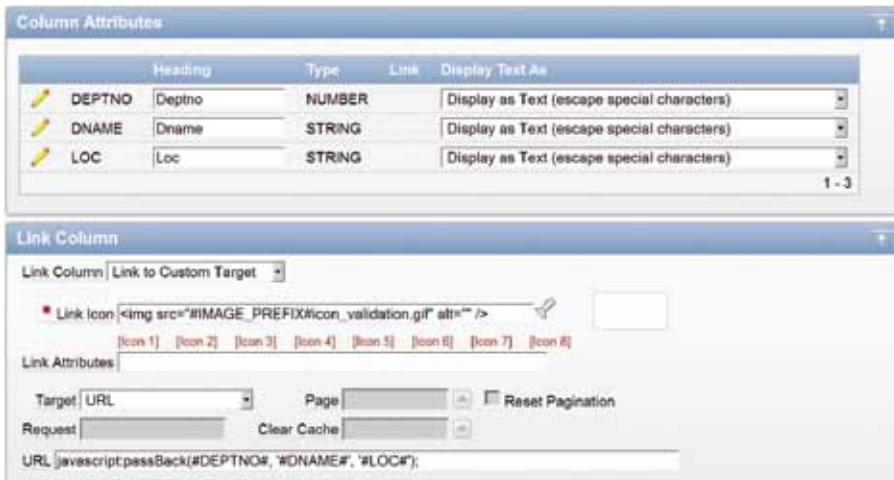 Column Attributes
Heading Type Link Display Text As
DEPTNO Deptno NUMBER Display as Text (escape special characters)
DNAME Dname STRING Display as Text (escape special characters)
LOC Loc STRING Display as Text (escape special characters)
1 - 3
Link Column
Link Column Link to Custom Target
* Link Icon <img src="#IMAGE_PREFIX#icon_validation.gif" alt="" />
[Icon 1] [Icon 2] [Icon 3] [Icon 4] [Icon 5] [Icon 6] [Icon 7] [Icon 8]
Link Attributes
Target URL Page Reset Pagination
Request Clear Cache
URL javascript:passBack(#DEPTNO#, '#DNAME#', '#LOC#');